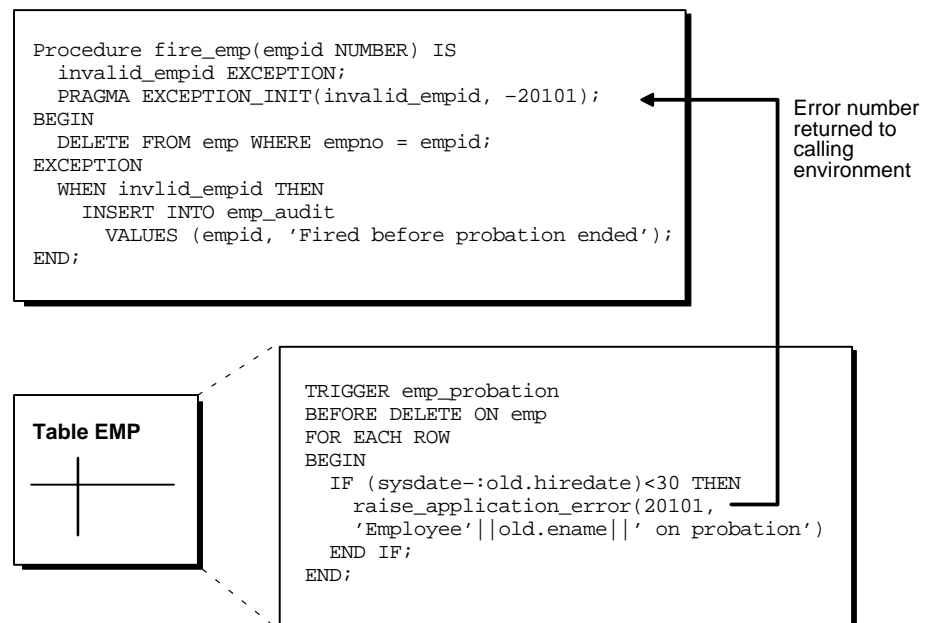 Procedure fire_emp(empid NUMBER) IS
invalid_empid EXCEPTION;
PRAGMA EXCEPTION_INIT(invalid_empid, −20101);
BEGIN
DELETE FROM emp WHERE empno = empid;
EXCEPTION
WHEN invlid_empid THEN
INSERT INTO emp_audit
VALUES (empid, 'Fired before probation ended');
END;
Error number
returned to
calling
environment
Table EMP
TRIGGER emp_probation
BEFORE DELETE ON emp
FOR EACH ROW
BEGIN
IF (sysdate−:old.hiredate)<30 THEN
raise_application_error(20101,
'Employee'||old.ename||' on probation')
END IF;
END;